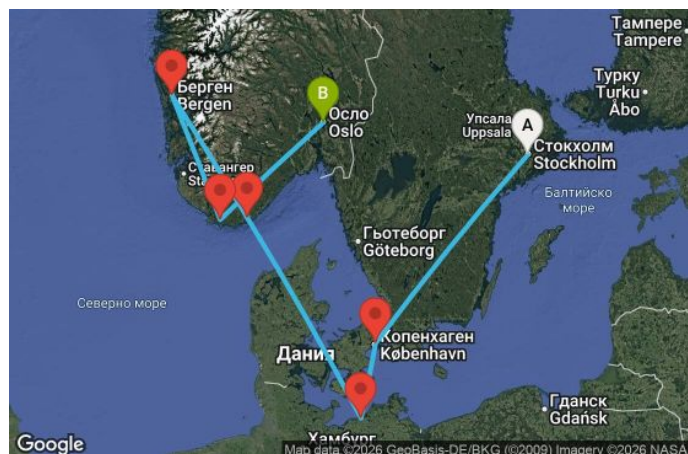 Тампере
Tampere
Берген
Bergen
B
Осло
Oslo
Упсала
Uppsala
A
Турку
Turku
Åbo
Стокхолм
Stockholm
Ставангер
Балтийско
море
Гьотеборг
Göteborg
Северно море
Копенхаген
København
Дания
Гданск
Gdańsk
Хамбург
Google
Map data ©2026 GeoBasis-DE/BKG (©2009) Imagery ©2026 NASA